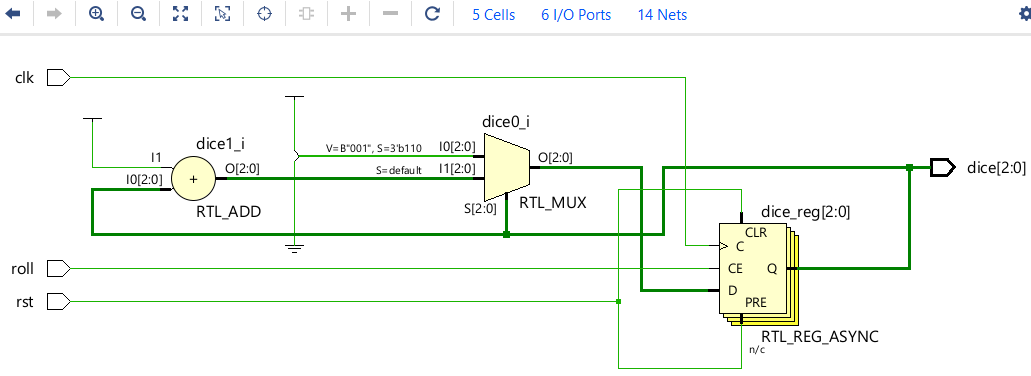 5 Cells 6 I/O Ports 14 Nets
clk
dice1_i
I1
I0[2:0]
+
O[2:0]
RTL_ADD
dice0_i
V=B"001", S=3'b110
I0[2:0]
S=default
I1[2:0]
O[2:0]
S[2:0]
RTL_MUX
dice[2:0]
dice_reg[2:0]
CLR
C
CE
Q
D
PRE
RTL_REG_ASYNC
n/c
roll
rst